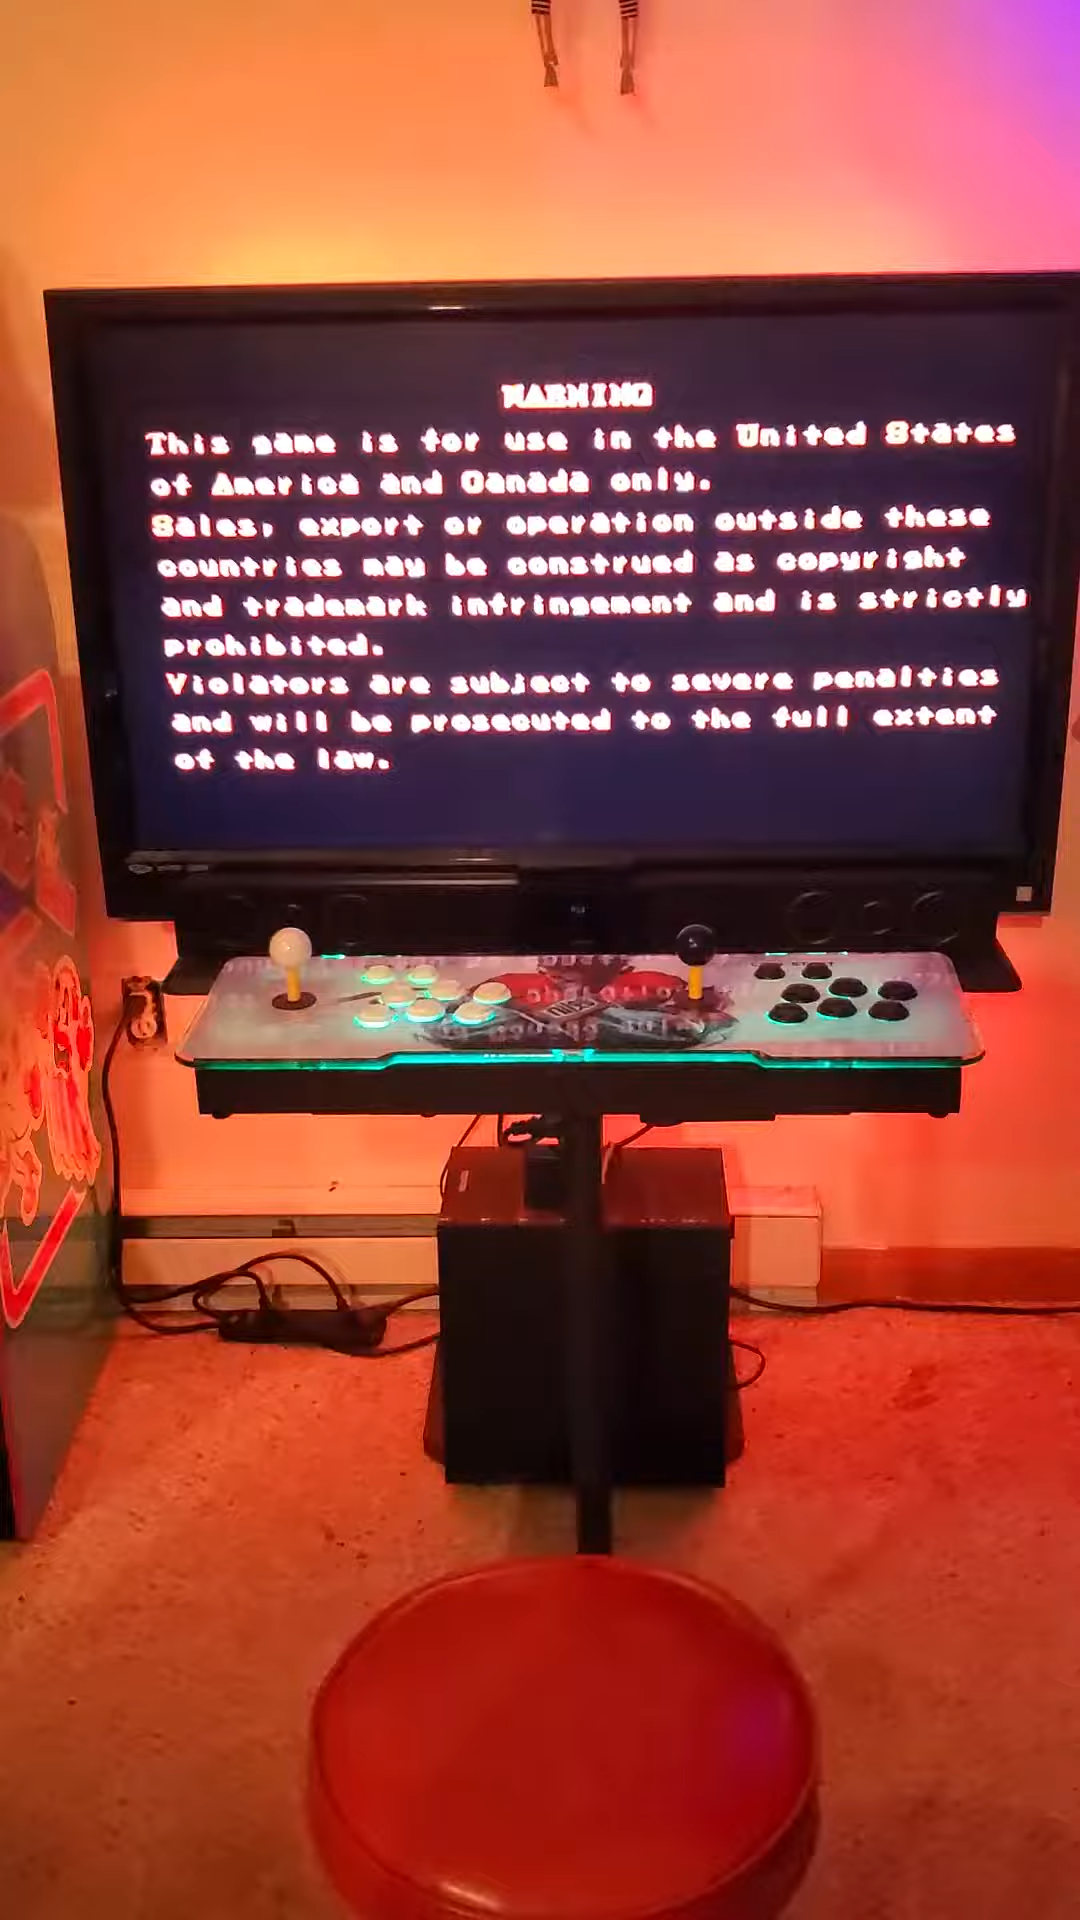 WARNING
This game is for use in the United States
of America and Canada only.
Sales, export or operation outside these
countries may be construed as copyright
and trademark infringement and is strictly
prohibited.
Violators are subject to severe penalties
and will be prosecuted to the full extent
of the law.